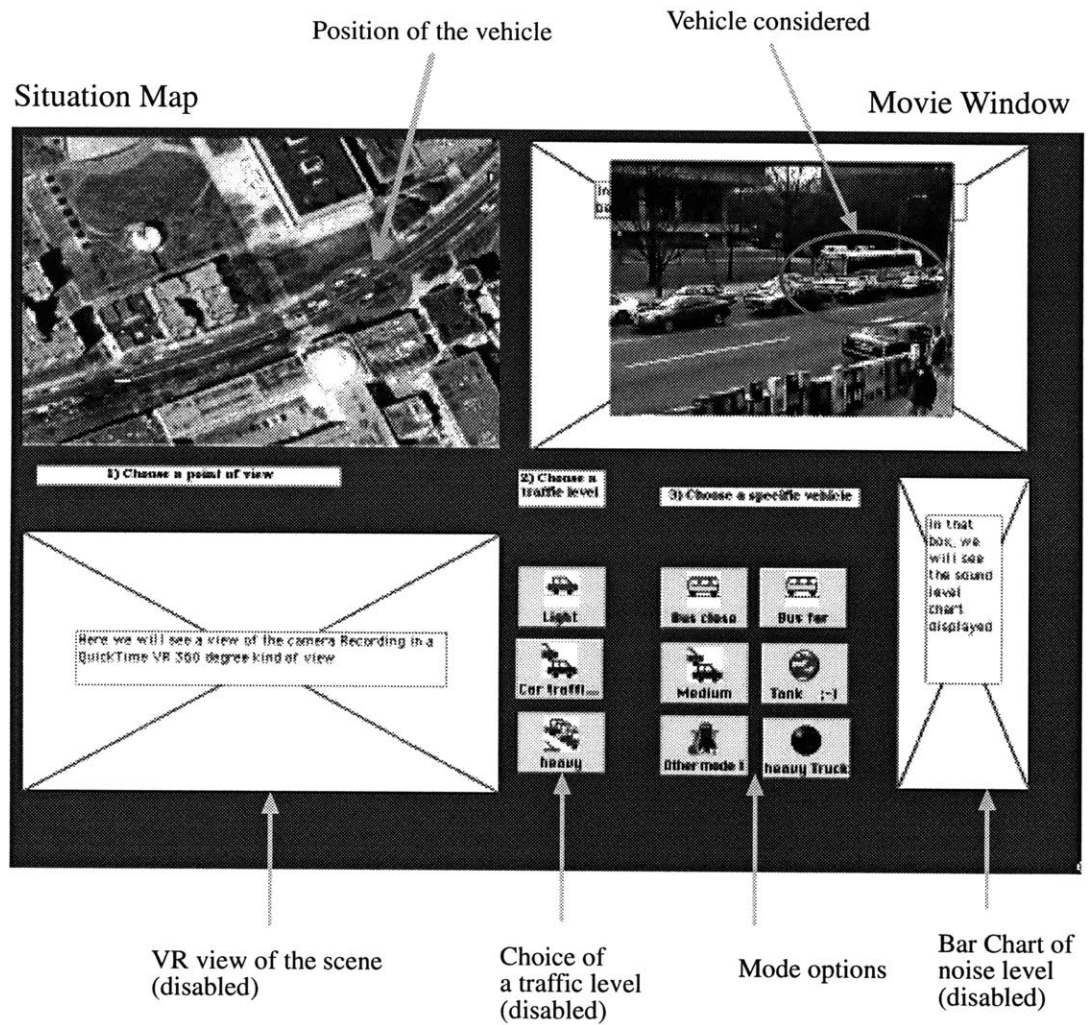 Position of the vehicle
Vehicle considered
Situation Map
Movie Window
In
be
1) Choose a point of view
2) Choose a
traffic level
3) Choose a specific vehicle
In that
box, we
will see
the sound
level
chart
displayed
Here we will see a view of the camera Recording in a
QuickTime VR 360 degree kind of view
Light
Bus close
Bus far
Car traffi...
Medium
Tank ;-)
heavy
Other mode !
heavy Truck
VR view of the scene
(disabled)
Choice of
a traffic level
(disabled)
Mode options
Bar Chart of
noise level
(disabled)